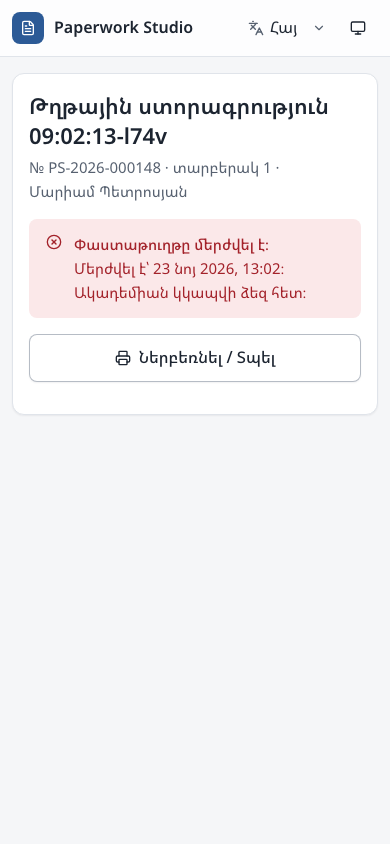 Paperwork Studio
Հայ
Թղթային ստորագրություն
09:02:13-l74v
№ PS-2026-000148 · տարբերակ 1 ·
Մարիամ Պետրոսյան
Փաստաթուղթը մերժվել է:
Մերժվել է՝ 23 նոյ 2026, 13:02:
Ակադեմիան կկապվի ձեզ հետ:
Ներբեռնել / Տպել